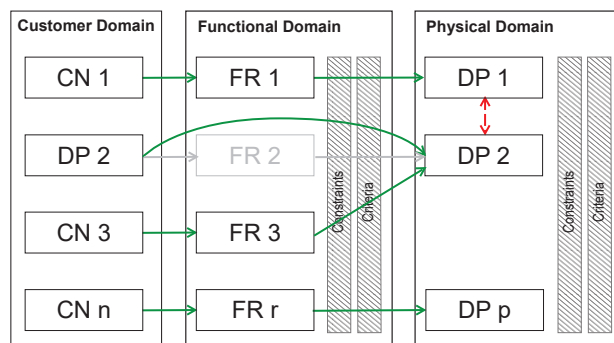 Customer Domain
Functional Domain
Physical Domain
CN 1
FR 1
DP 1
DP 2
FR 2
DP 2
CN 3
FR 3
CN n
FR r
DP p
Constraints
Criteria
Constraints
Criteria